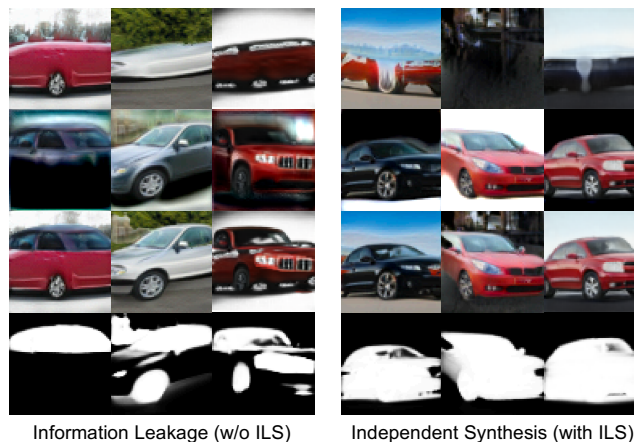 Information Leakage (w/o ILS)
Independent Synthesis (with ILS)